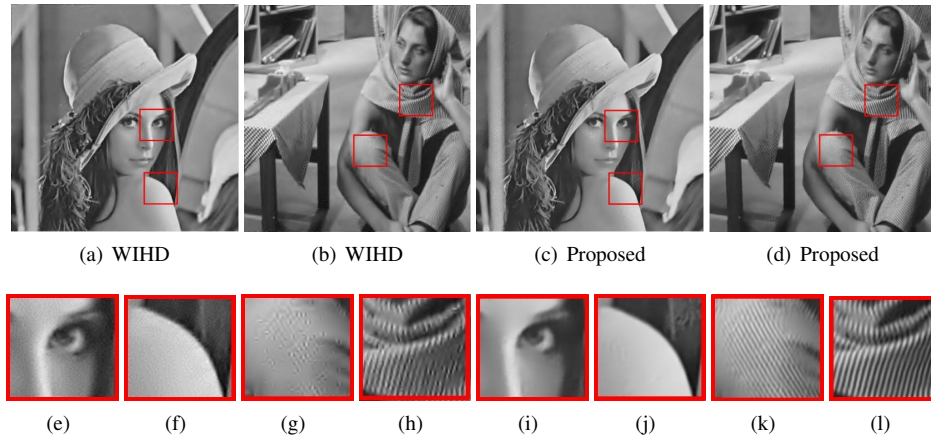 (a) WIHD
(b) WIHD
(c) Proposed
(d) Proposed
(e)
(f)
(g)
(h)
(i)
(j)
(k)
(l)